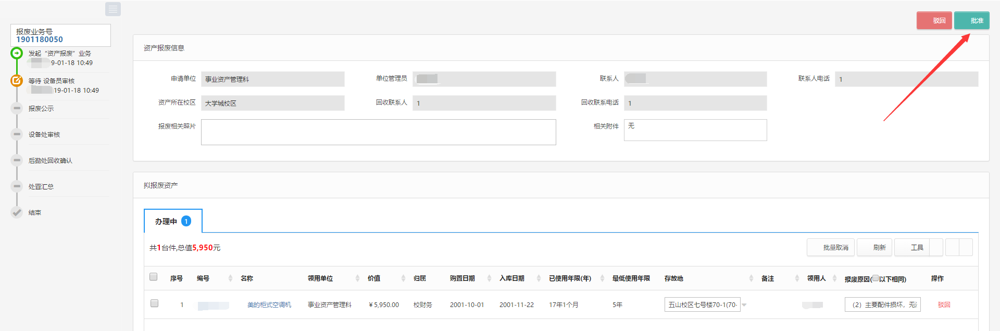 驳回
批准
报废业务号
1901180050
发起“资产报废”业务
9-01-18 10:49
等待 设备员审核
19-01-18 10:49
报废公示
设备处审核
后勤处回收确认
处置汇总
结束
资产报废信息
申请单位 事业资产管理科 单位管理员 联系人 联系人电话 1
资产所在校区 大学城校区 回收联系人 1 回收联系电话 1
报废相关照片 相关附件 无
拟报废资产
办理中 1
共1台件,总值5,950元
批量取消 刷新 工具
序号 编号 名称 领用单位 价值 归属 购置日期 入库日期 已使用年限(年) 最低使用年限 存放地 备注 领用人 报废原因(以下相同) 操作
1 美的柜式空调机 事业资产管理科 ¥5,950.00 校财务 2001-10-01 2001-11-22 17年1个月 5年 五山校区七号楼70-1(70- (2) 主要配件损坏，无 驳回